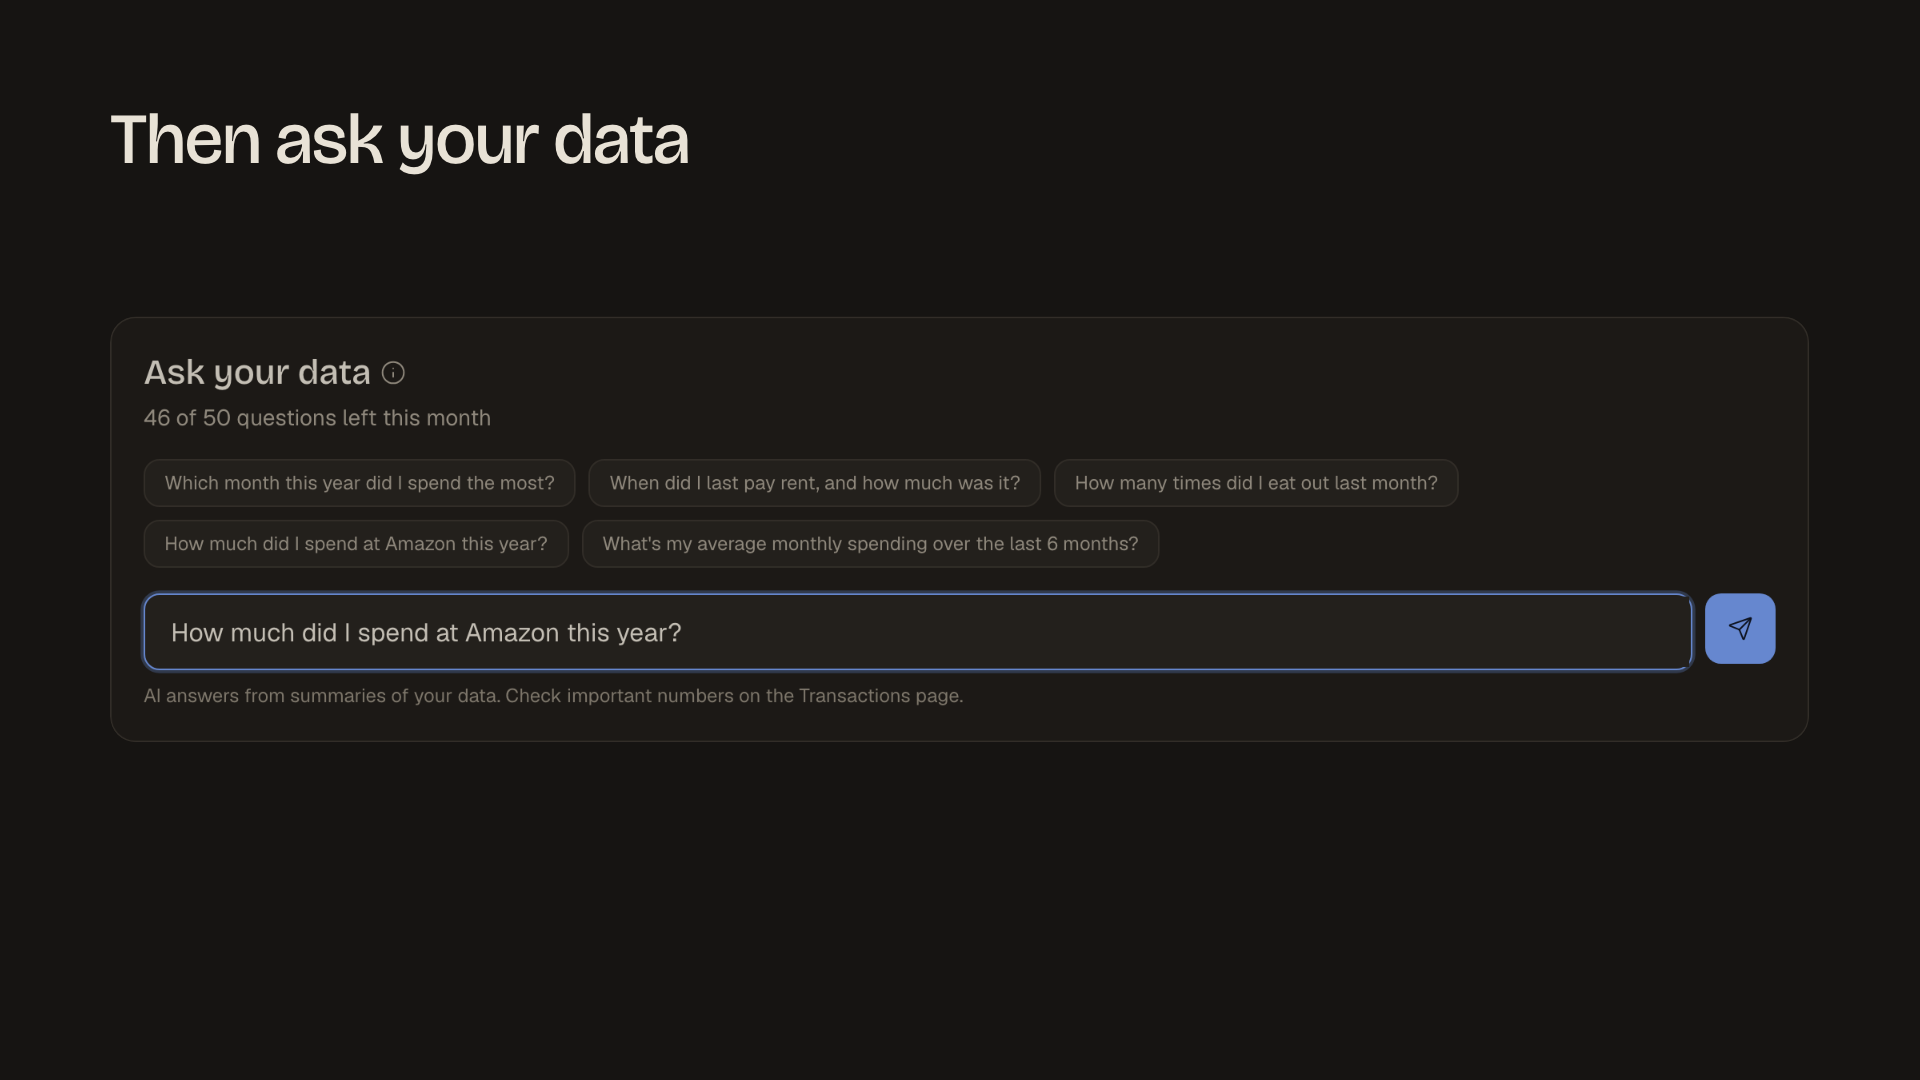 Then ask your data
Ask your data
46 of 50 questions left this month
Which month this year did I spend the most?
When did I last pay rent, and how much was it?
How many times did I eat out last month?
How much did I spend at Amazon this year?
What's my average monthly spending over the last 6 months?
How much did I spend at Amazon this year?
AI answers from summaries of your data. Check important numbers on the Transactions page.